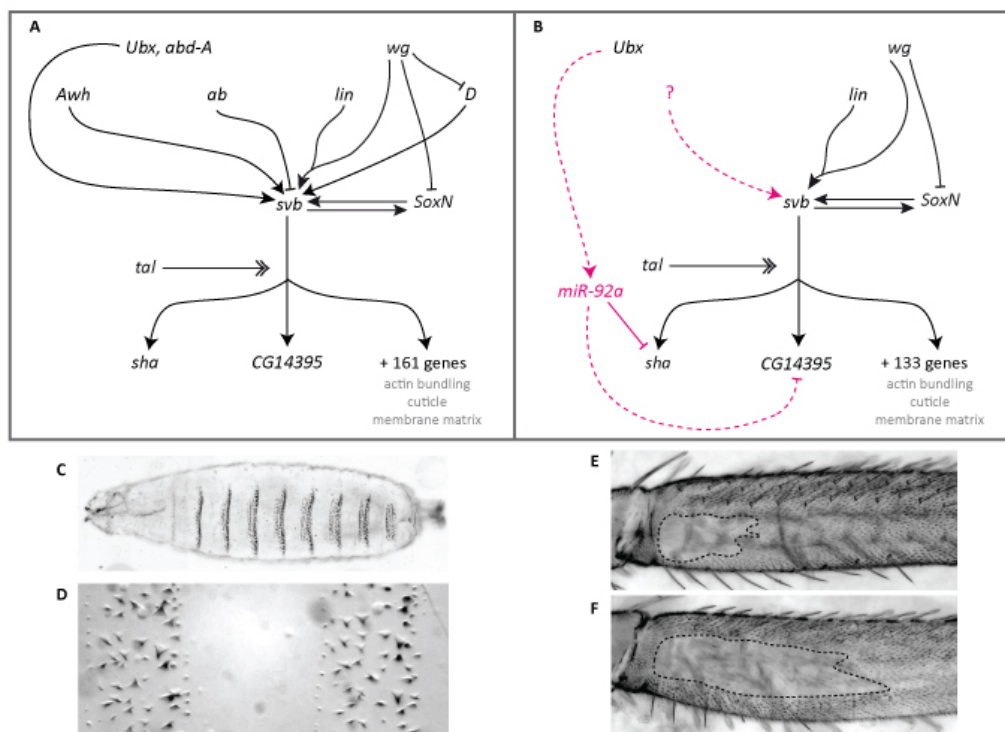 A
Ubx, abd-A
wg
Awh
ab
lin
D
svb
SoxN
tal
sha
CG14395
+ 161 genes
actin bundling
cuticle
membrane matrix
B
Ubx
wg
?
lin
svb
SoxN
tal
miR-92a
sha
CG14395
+ 133 genes
actin bundling
cuticle
membrane matrix
C
D
E
F